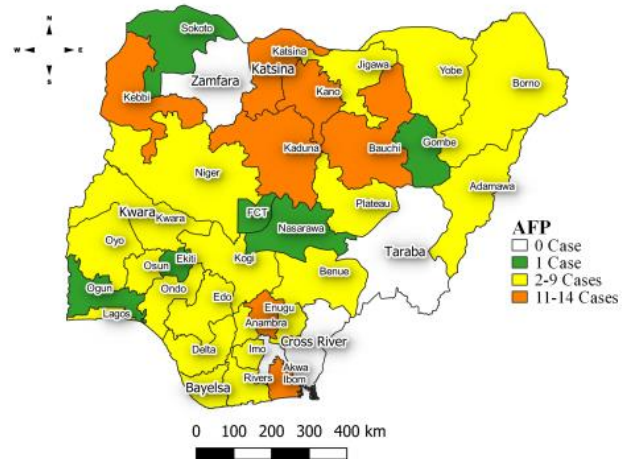 N
W E
S
Sokoto
Katsina
Zamfara
Katsina
Jigawa
Yobe
Borno
Kebbi
Kano
Kaduna
Bauchi
Gombe
Niger
Adamawa
FCT
Plateau
Kwara
Kwara
Nasarawa
Oyo
Taraba
Osun
Ekiti
Kogi
Benue
Ogun
Ondo
Edo
Enugu
Lagos
Anambra
Delta
Imo
Cross River
Bayelsa
Rivers
Akwa
Ibom
AFP
0 Case
1 Case
2-9 Cases
11-14 Cases
0 100 200 300 400 km